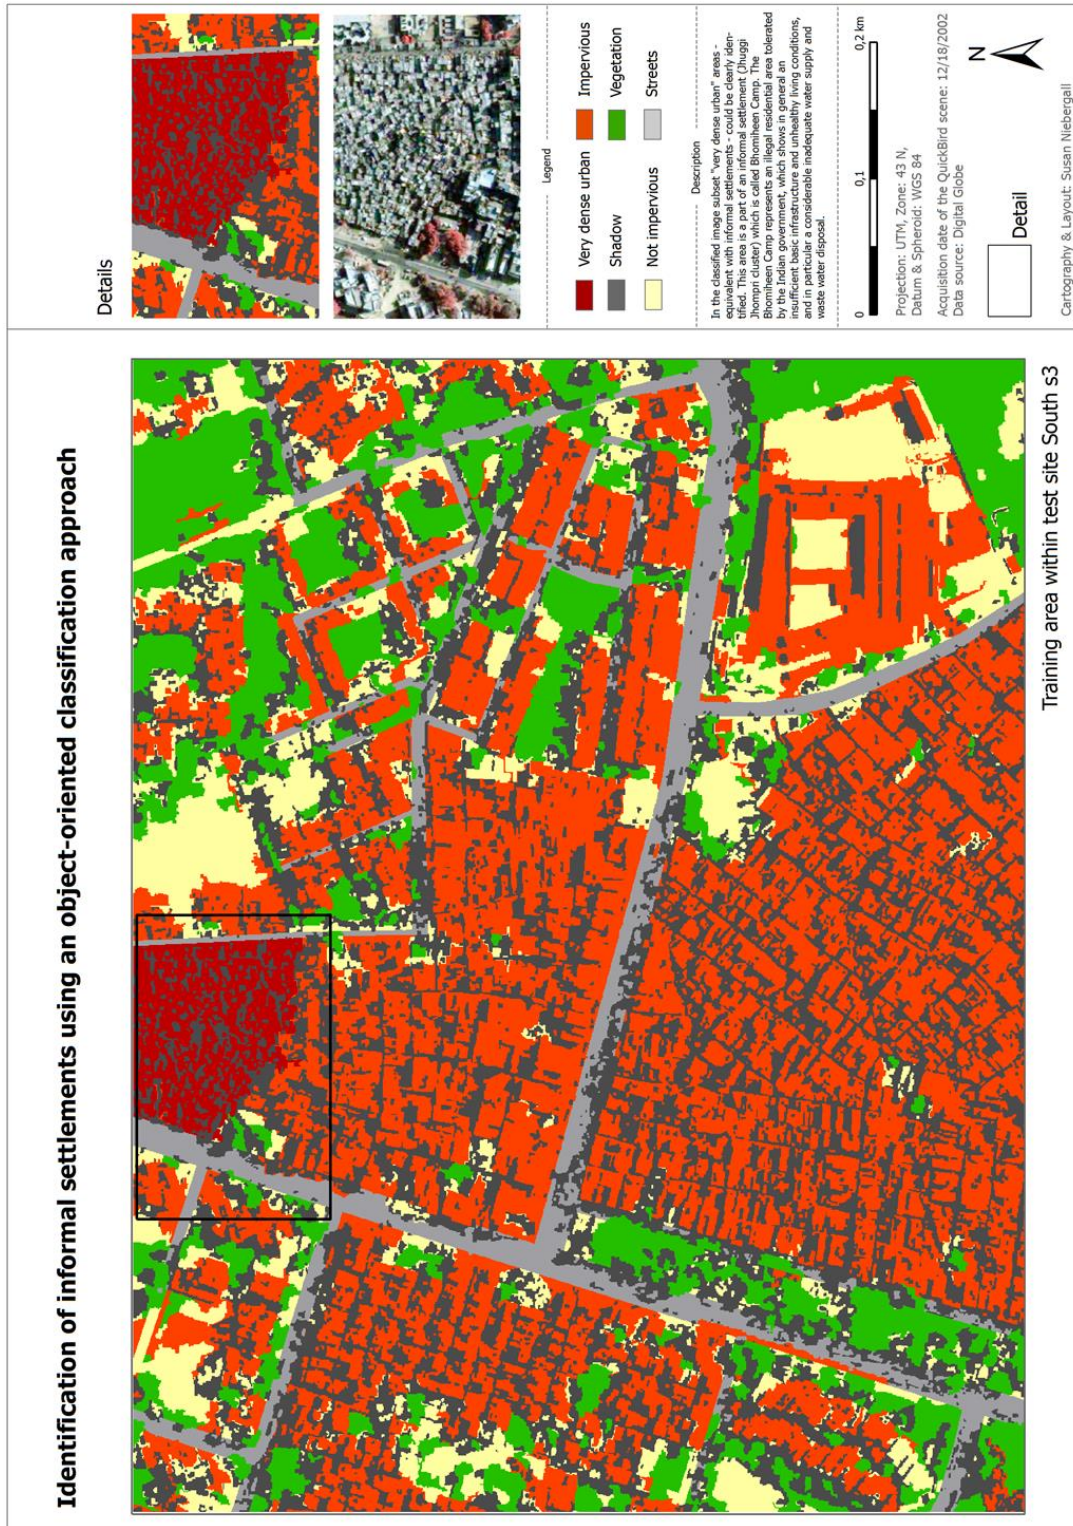 Identification of informal settlements using an object-oriented classification approach
Training area within test site South s3
Details
Legend
Very dense urban
Impervious
Shadow
Vegetation
Not impervious
Streets
Description
In the classified image subset "very dense urban" areas -
equivalent with informal settlements - could be clearly iden-
tified. This area is a part of an informal settlement (Jhuggi
Jhompri cluster) which is called Bhomiheen Camp. The
Bhomiheen Camp represents an illegal residential area tolerated
by the Indian government, which shows in general an
insufficient basic infrastructure and unhealthy living conditions,
and in particular a considerable inadequate water supply and
waste water disposal.
0 0,1 0,2 km
Projection: UTM, Zone: 43 N,
Datum & Spheroid: WGS 84
Acquisition date of the QuickBird scene: 12/18/2002
Data source: Digital Globe
N
Detail
Cartography & Layout: Susan Niebergall